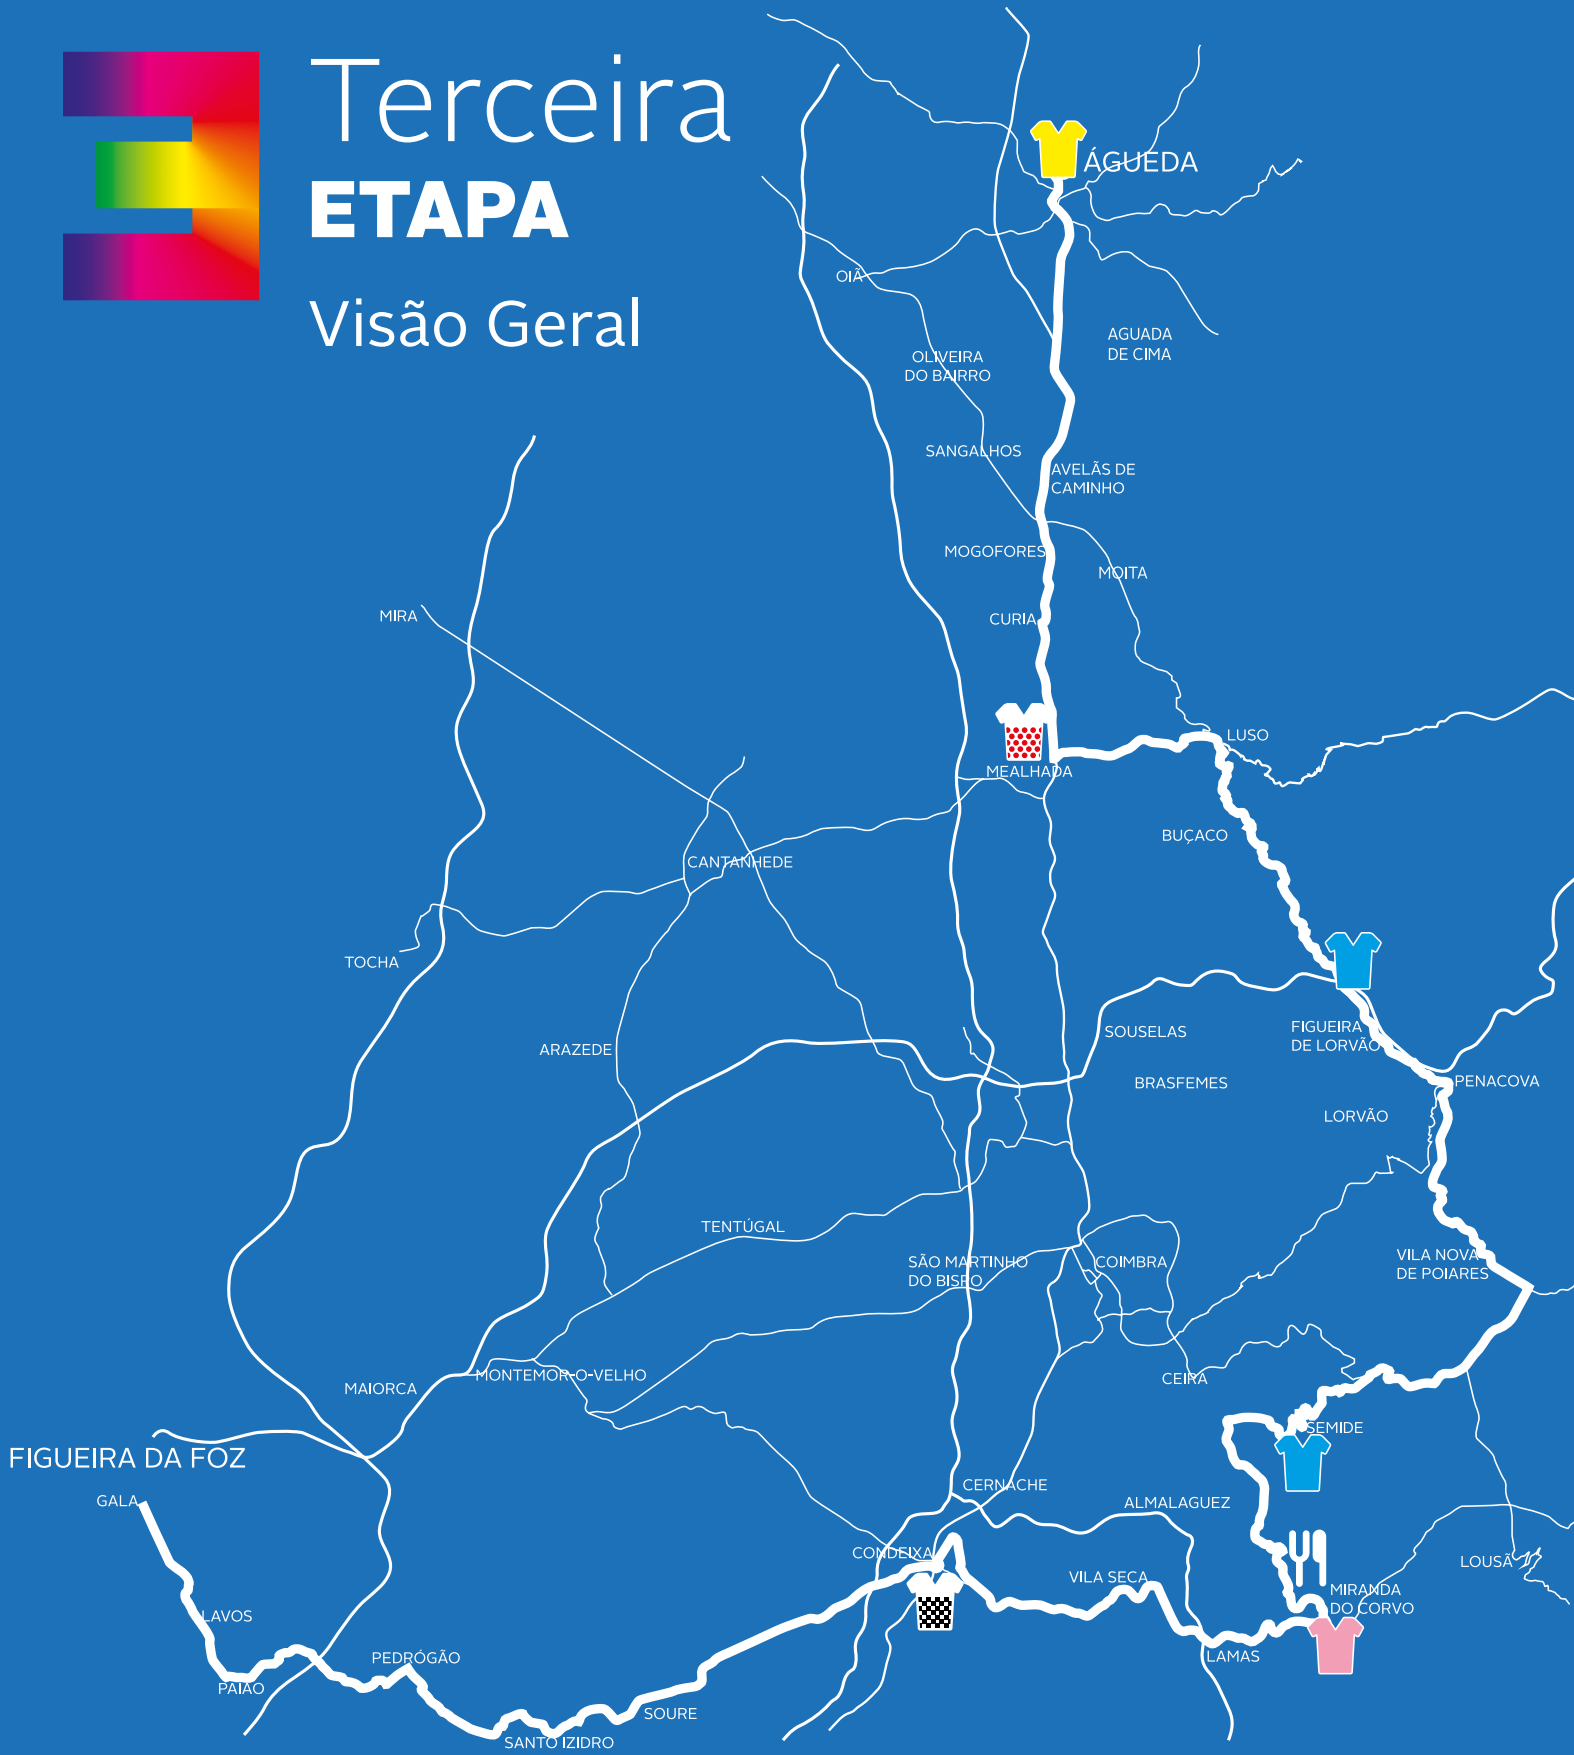 Terceira
ETAPA
Visão Geral
ÁGUEDA
OIÃ
AGUADA
DE CIMA
OLIVEIRA
DO BAIRRO
SANGALHOS
AVELÃS DE
CAMINHO
MOGOFORES
MOITA
MIRA
CURIA
LUSO
MEALHADA
BUÇACO
CANTANHEDE
TOCHA
FIGUEIRA
DE LORVÃO
SOUSELAS
ARAZEDE
BRASFEMES
PENACOVA
LORVÃO
TENTÚGAL
SÃO MARTINHO
DO BISPO
COIMBRA
VILA NOVA
DE POIARES
MONTEMOR-O-VELHO
CEIRA
MAIORCA
SEMIDE
FIGUEIRA DA FOZ
CERNACHE
GALA
ALMALAGUEZ
CONDEIXA
LOUSÃ
VILA SECA
MIRANDA
DO CORVO
LAVOS
PEDRÓGÃO
LAMAS
PAIÃO
SOURE
SANTO IZIDRO